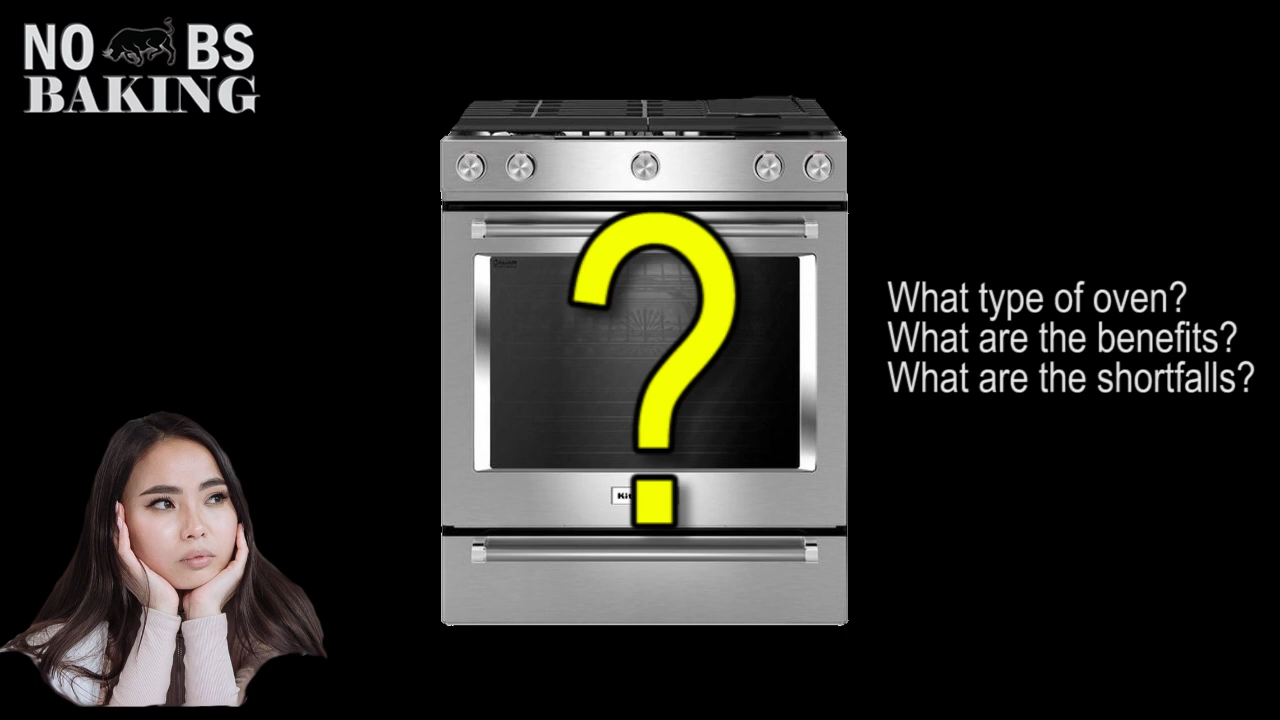 NO BS
BAKING
What type of oven?
What are the benefits?
What are the shortfalls?